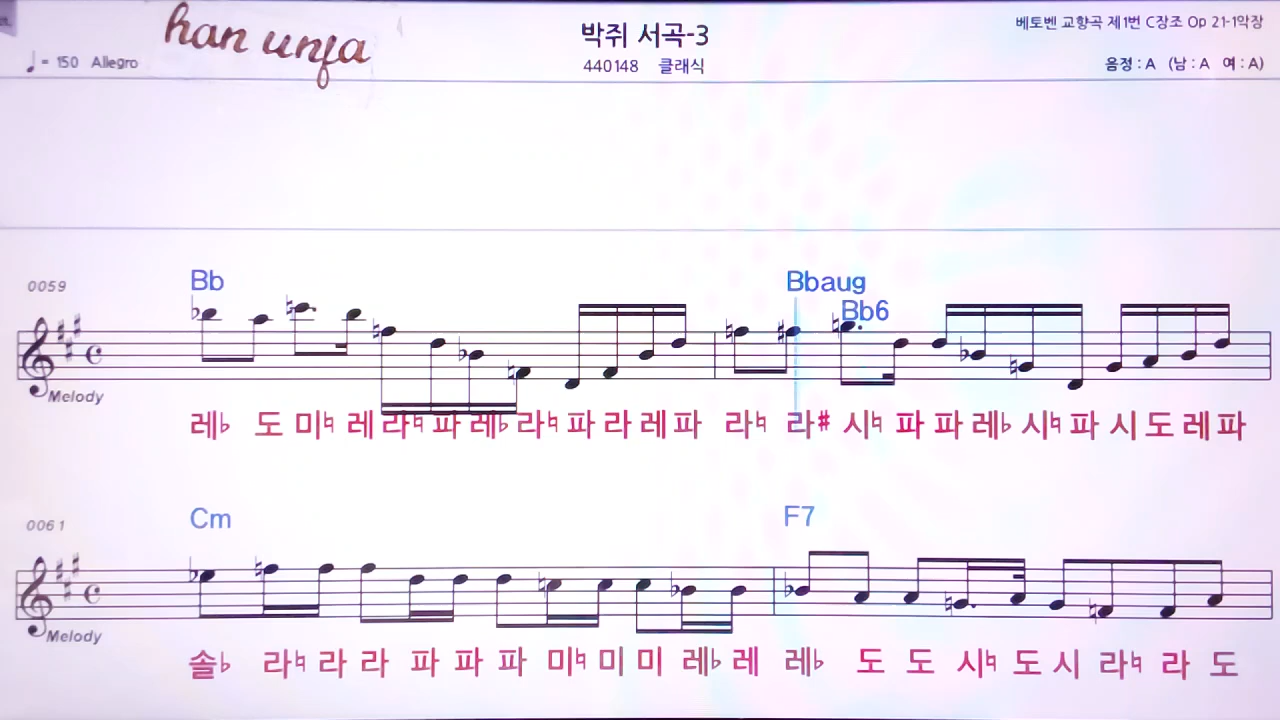 han unja
박쥐 서곡-3
베토벤 교향곡 제1번 C장조 Op 21-1악장
♩ = 150 Allegro
440148 클래식
음정 : A (남 : A 여 : A)
0059
Bb
Bbaug
Bb6
Melody
레♭ 도 미♮ 레 라♮ 파 레♭ 라♮ 파 라 레 파 라♮ 라# 시♮ 파 파 레♭ 시♮ 파 시 도 레 파
0061
Cm
F7
Melody
솔♭ 라♮ 라 라 파 파 파 미♮ 미 미 레♭ 레 레♭ 도 도 시♮ 도 시 라♮ 라 도